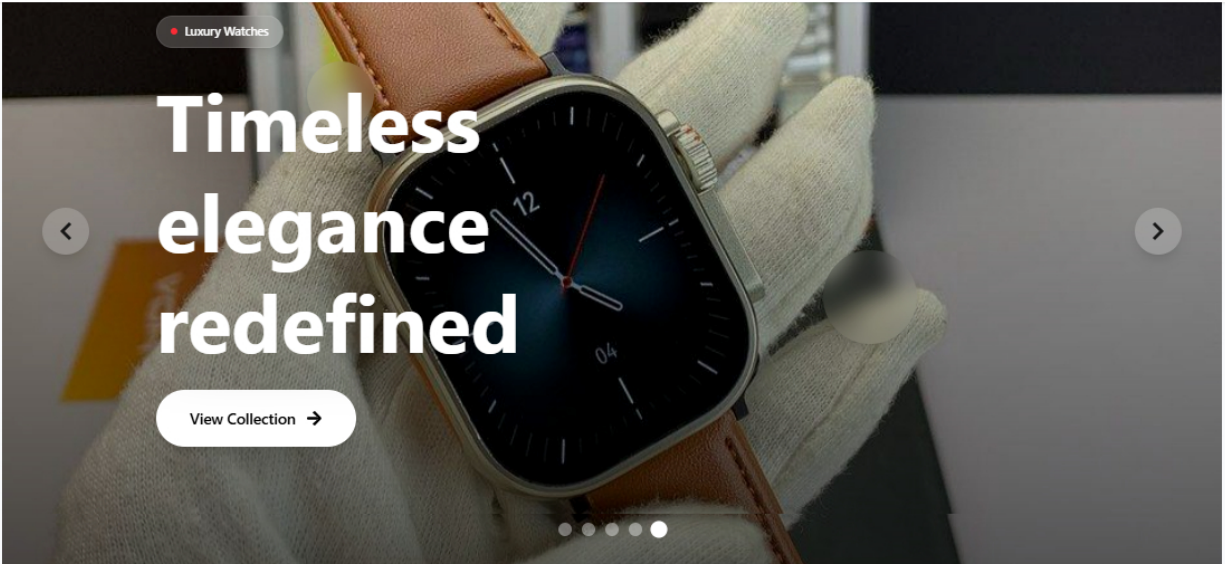 Luxury Watches
Timeless
elegance
redefined
12
04
View Collection